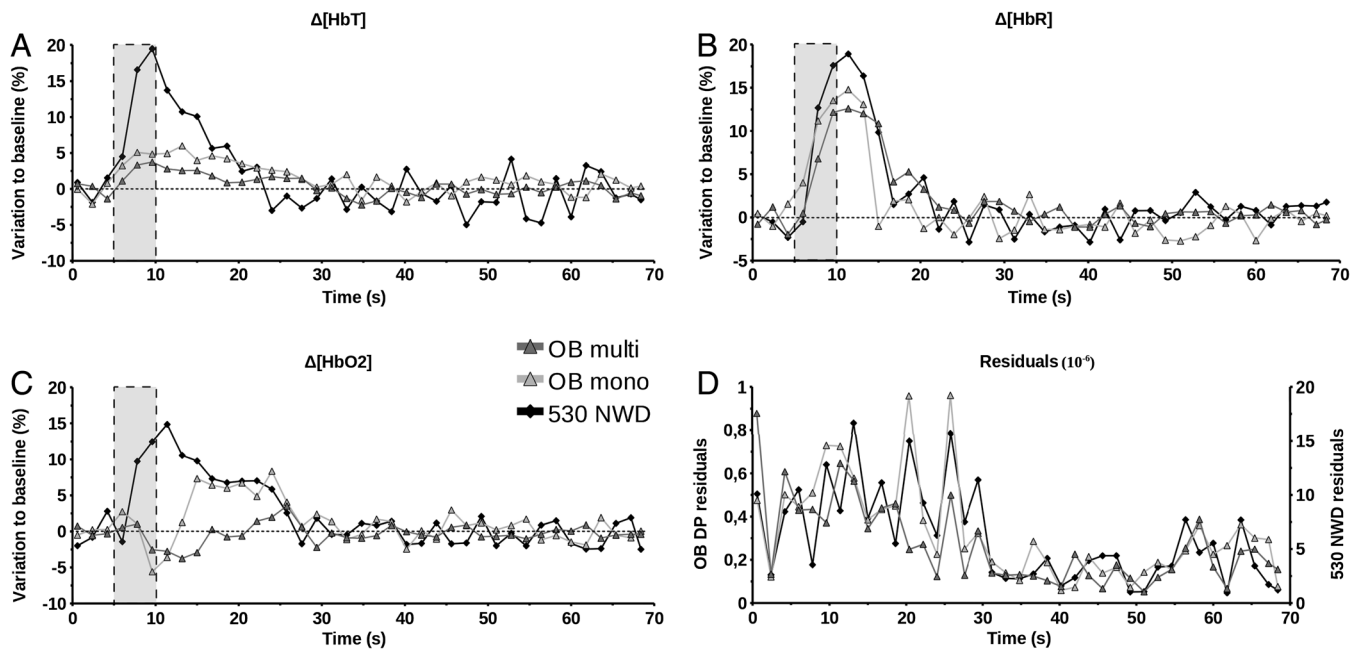 A
Δ[HbT]
Variation to baseline (%)
20
15
10
5
0
-5
-10
0 10 20 30 40 50 60 70
Time (s)
B
Δ[HbR]
Variation to baseline (%)
20
15
10
5
0
-5
0 10 20 30 40 50 60 70
Time (s)
C
Δ[HbO2]
Variation to baseline (%)
20
15
10
5
0
-5
-10
0 10 20 30 40 50 60 70
Time (s)
OB multi
OB mono
530 NWD
D
Residuals (10-6)
OB DP residuals
1
0,8
0,6
0,4
0,2
0
20
15
10
5
0
530 NWD residuals
0 10 20 30 40 50 60 70
Time (s)